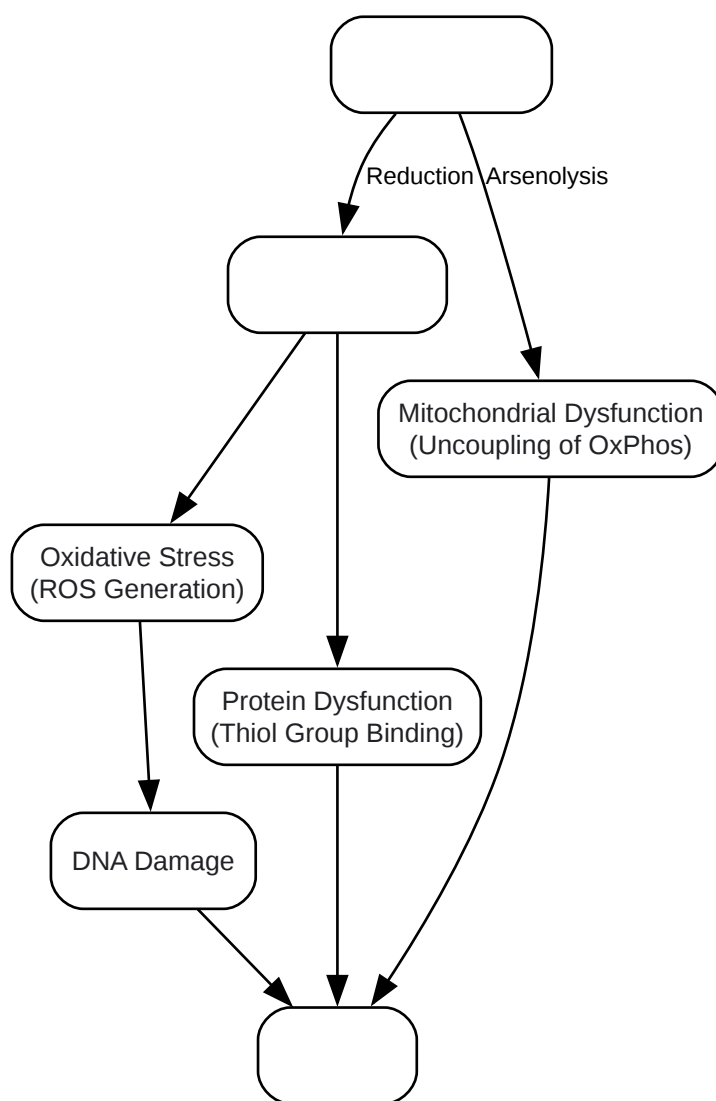 Reduction
Arsenolysis
Mitochondrial Dysfunction
(Uncoupling of OxPhos)
Oxidative Stress
(ROS Generation)
Protein Dysfunction
(Thiol Group Binding)
DNA Damage